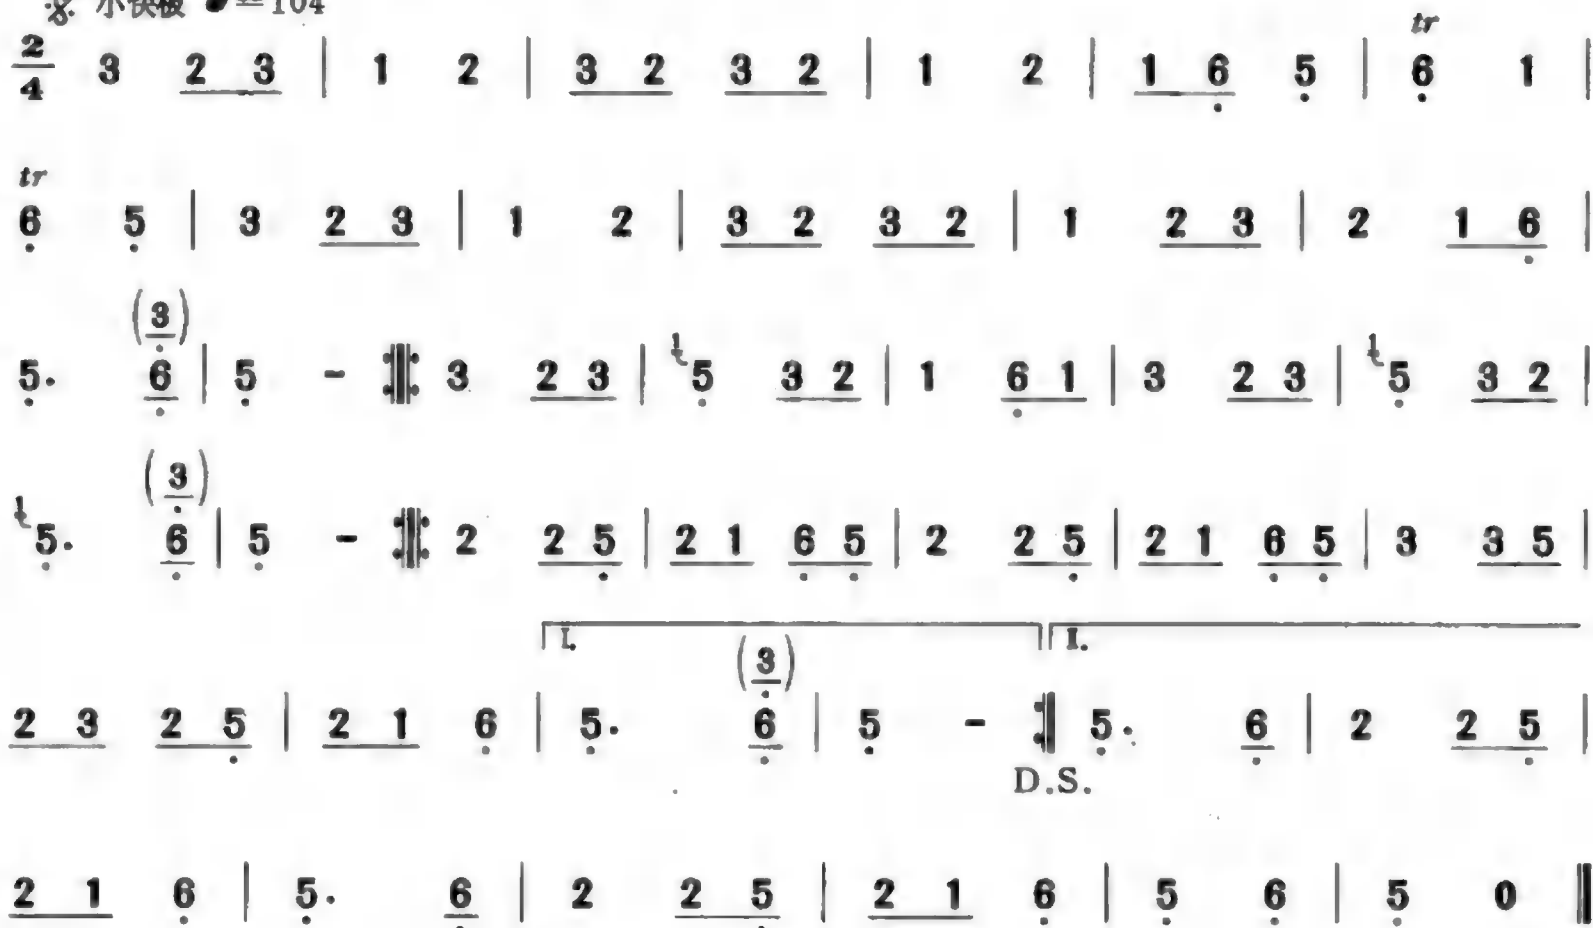 小快板 ♩=104
tr
2/4 3 2 3 | 1 2 | 3 2 3 2 | 1 2 | 1 6̣ 5̣ | 6̣ 1 |
tr
6̣ 5̣ | 3 2 3 | 1 2 | 3 2 3 2 | 1 2 3 | 2 1 6̣ |
(3̣)
5̣. 6̣ | 5̣ - :‖: 3 2 3 | 1 5̣ 3 2 | 1 6̣ 1 | 3 2 3 | 1 5̣ 3 2 |
(3̣)
1 5̣. 6̣ | 5̣ - :‖: 2 2 5̣ | 2 1 6̣ 5̣ | 2 2 5̣ | 2 1 6̣ 5̣ | 3 3 5 |
I. (3̣) I.
2 3 2 5̣ | 2 1 6̣ | 5̣. 6̣ | 5̣ - :‖ 5̣. 6̣ | 2 2 5̣ |
D.S.
2 1 6̣ | 5̣. 6̣ | 2 2 5̣ | 2 1 6̣ | 5̣ 6̣ | 5̣ 0 ‖